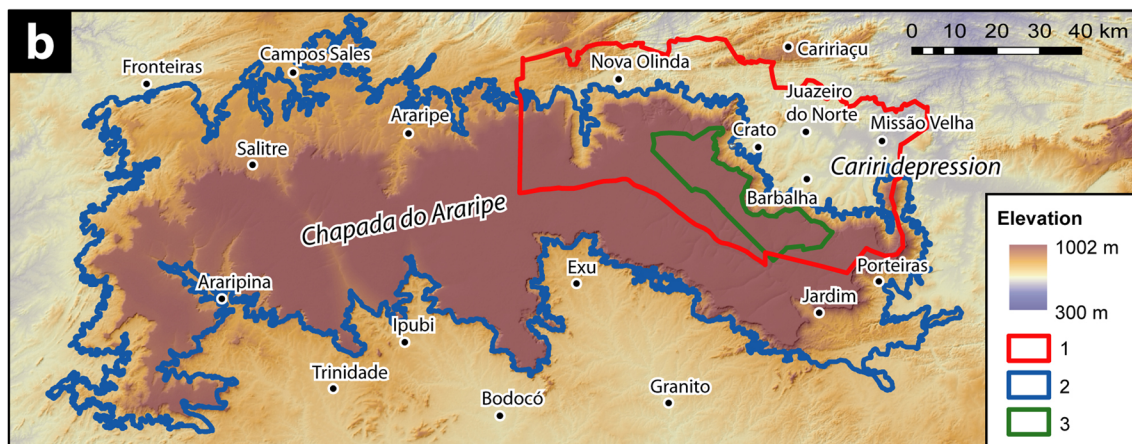 b
0 10 20 30 40 km
Caririaçu
Campos Sales
Fronteiras
Nova Olinda
Juazeiro
do Norte
Araripe
Missão Velha
Crato
Salitre
Cariri depression
Barbalha
Chapada do Araripe
Exu
Porteiras
Araripina
Jardim
Ipubi
Trinidade
Granito
Bodocó
Elevation
1002 m
300 m
1
2
3